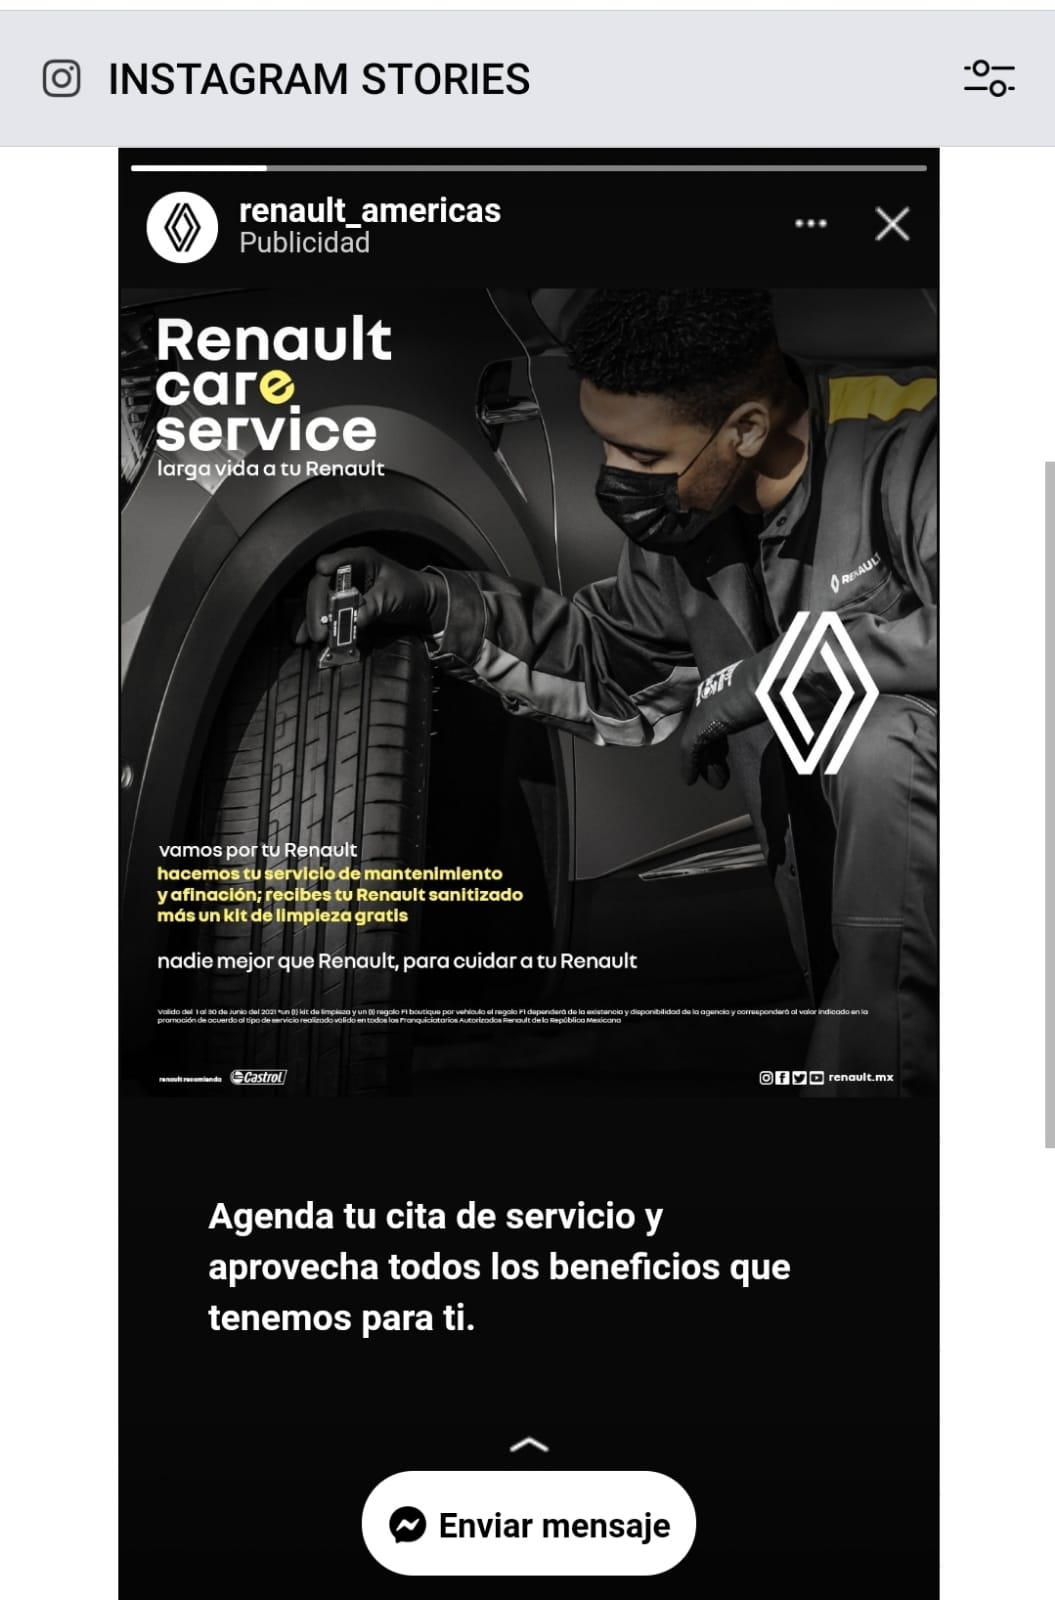 INSTAGRAM STORIES
renault_americas
Publicidad
Renault
care
service
larga vida a tu Renault
RENAULT
vamos por tu Renault
hacemos tu servicio de mantenimiento
y afinación; recibes tu Renault sanitizado
más un kit de limpieza gratis
nadie mejor que Renault, para cuidar a tu Renault
Valido del 1 al 30 de Junio del 2021 *un (1) kit de limpieza y un (1) regalo F1 boutique por vehículo el regalo F1 dependerá de la existencia y disponibilidad de la agencia y corresponderá al valor indicado en la
promoción de acuerdo al tipo de servicio realizado válido en todos los Franquiciatarios Autorizados Renault de la República Mexicana
renault recomienda Castrol
renault.mx
Agenda tu cita de servicio y
aprovecha todos los beneficios que
tenemos para ti.
Enviar mensaje